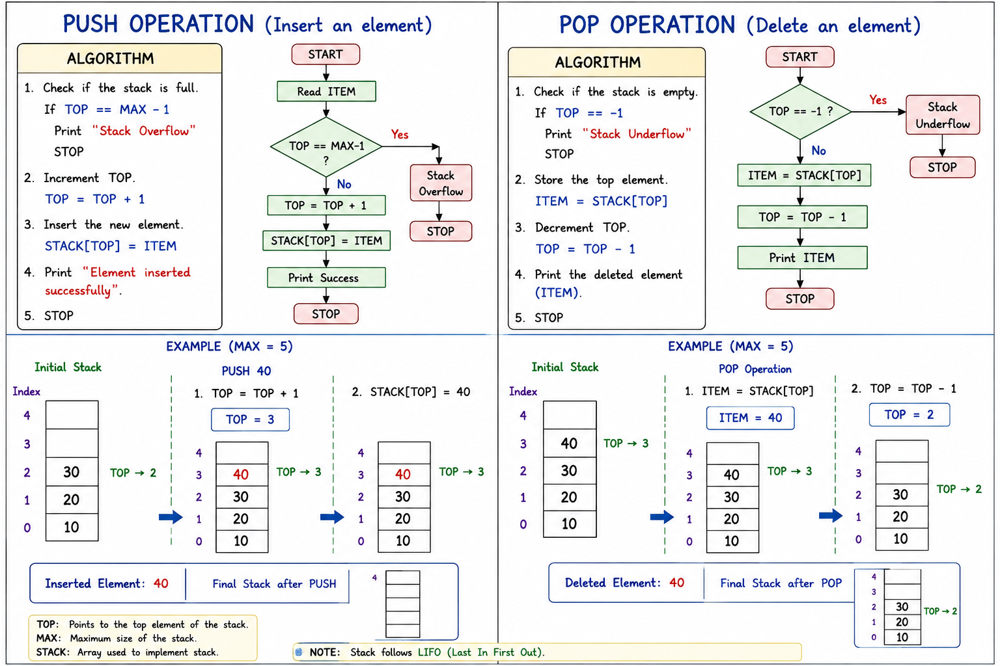 PUSH OPERATION (Insert an element)
ALGORITHM
1. Check if the stack is full.
If TOP == MAX - 1
Print “Stack Overflow”
STOP
2. Increment TOP.
TOP = TOP + 1
3. Insert the new element.
STACK[TOP] = ITEM
4. Print “Element inserted
successfully”.
5. STOP
START
Read ITEM
TOP == MAX-1
?
Yes
Stack
Overflow
STOP
No
TOP = TOP + 1
STACK[TOP] = ITEM
Print Success
STOP
POP OPERATION (Delete an element)
ALGORITHM
1. Check if the stack is empty.
If TOP == -1
Print “Stack Underflow”
STOP
2. Store the top element.
ITEM = STACK[TOP]
3. Decrement TOP.
TOP = TOP - 1
4. Print the deleted element
(ITEM).
5. STOP
START
TOP == -1 ?
Yes
Stack
Underflow
STOP
No
ITEM = STACK[TOP]
TOP = TOP - 1
Print ITEM
STOP
EXAMPLE (MAX = 5)
Initial Stack
Index
4
3
2 30 TOP → 2
1 20
0 10
PUSH 40
1. TOP = TOP + 1
TOP = 3
4
3 40 TOP → 3
2 30
1 20
0 10
2. STACK[TOP] = 40
4
3 40 TOP → 3
2 30
1 20
0 10
Inserted Element: 40
Final Stack after PUSH
4
TOP: Points to the top element of the stack.
MAX: Maximum size of the stack.
STACK: Array used to implement stack.
EXAMPLE (MAX = 5)
Initial Stack
Index
4
3 40 TOP → 3
2 30
1 20
0 10
POP Operation
1. ITEM = STACK[TOP]
ITEM = 40
4
3 40 TOP → 3
2 30
1 20
0 10
2. TOP = TOP - 1
TOP = 2
4
3
2 30 TOP → 2
1 20
0 10
Deleted Element: 40
Final Stack after POP
4
3
2 30 TOP → 2
1 20
0 10
NOTE: Stack follows LIFO (Last In First Out).